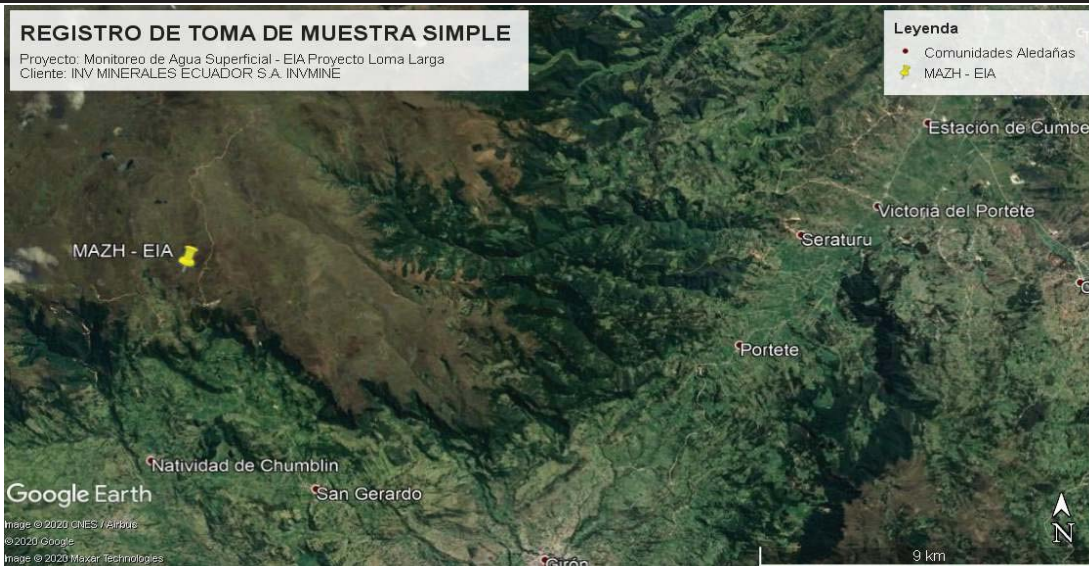 REGISTRO DE TOMA DE MUESTRA SIMPLE
Proyecto: Monitoreo de Agua Superficial - EIA Proyecto Loma Larga
Cliente: INV MINERALES ECUADOR S.A. INVMINE
Leyenda
Comunidades Aledañas
MAZH - EIA
Estación de Cumbe
Victoria del Portete
Seraturu
MAZH - EIA
Portete
Natividad de Chumblin
San Gerardo
Girón
Google Earth
Image © 2020 CNES / Airbus
© 2020 Google
Image © 2020 Maxar Technologies
N
9 km